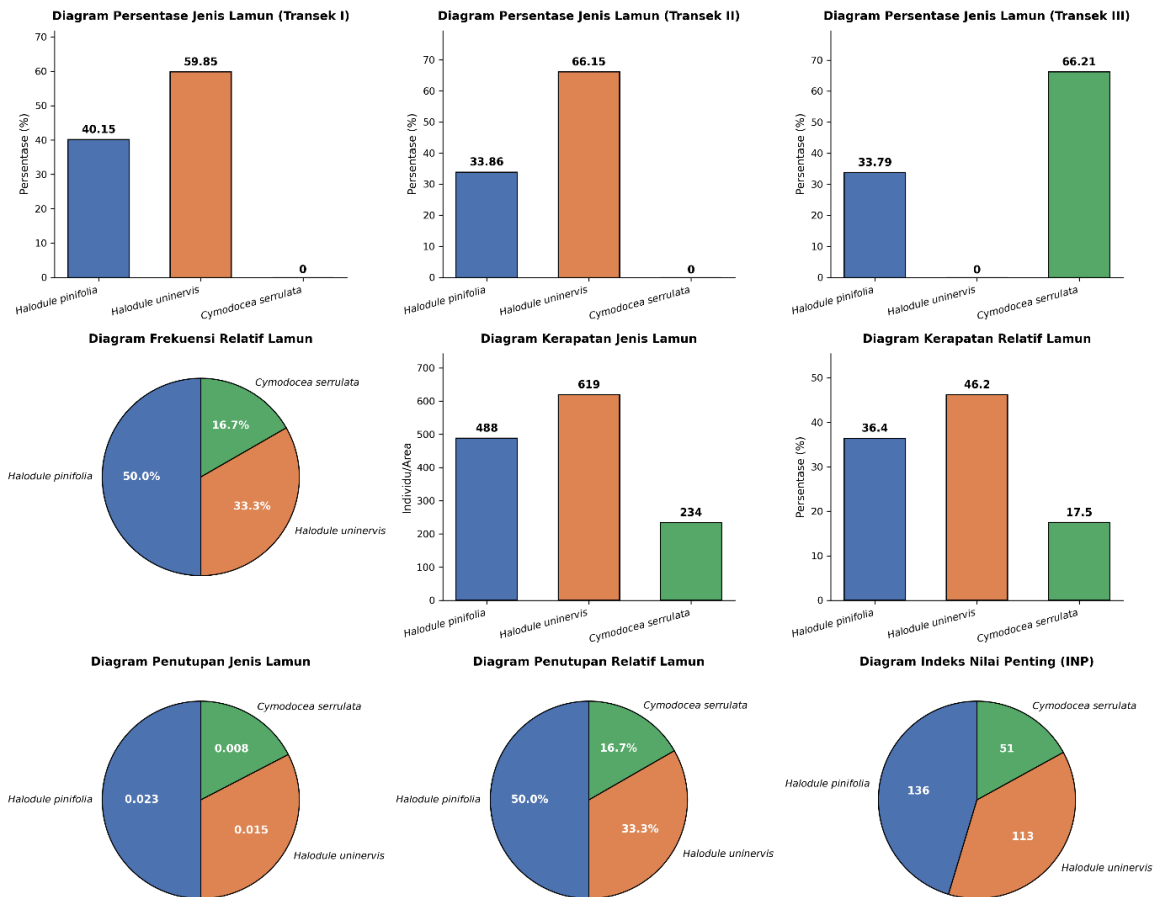 Diagram Persentase Jenis Lamun (Transek I)
70
60
50
40
30
20
10
0
Persentase (%)
40.15
59.85
0
Halodule pinifolia
Halodule uninervis
Cymodocea serrulata
Diagram Persentase Jenis Lamun (Transek II)
70
60
50
40
30
20
10
0
Persentase (%)
33.86
66.15
0
Halodule pinifolia
Halodule uninervis
Cymodocea serrulata
Diagram Persentase Jenis Lamun (Transek III)
70
60
50
40
30
20
10
0
Persentase (%)
33.79
0
66.21
Halodule pinifolia
Halodule uninervis
Cymodocea serrulata
Diagram Frekuensi Relatif Lamun
Cymodocea serrulata
16.7%
Halodule pinifolia
50.0%
33.3%
Halodule uninervis
Diagram Kerapatan Jenis Lamun
700
600
500
400
300
200
100
0
Individu/Area
488
619
234
Halodule pinifolia
Halodule uninervis
Cymodocea serrulata
Diagram Kerapatan Relatif Lamun
50
40
30
20
10
0
Persentase (%)
36.4
46.2
17.5
Halodule pinifolia
Halodule uninervis
Cymodocea serrulata
Diagram Penutupan Jenis Lamun
Cymodocea serrulata
0.008
Halodule pinifolia
0.023
0.015
Halodule uninervis
Diagram Penutupan Relatif Lamun
Cymodocea serrulata
16.7%
Halodule pinifolia
50.0%
33.3%
Halodule uninervis
Diagram Indeks Nilai Penting (INP)
Cymodocea serrulata
51
Halodule pinifolia
136
113
Halodule uninervis